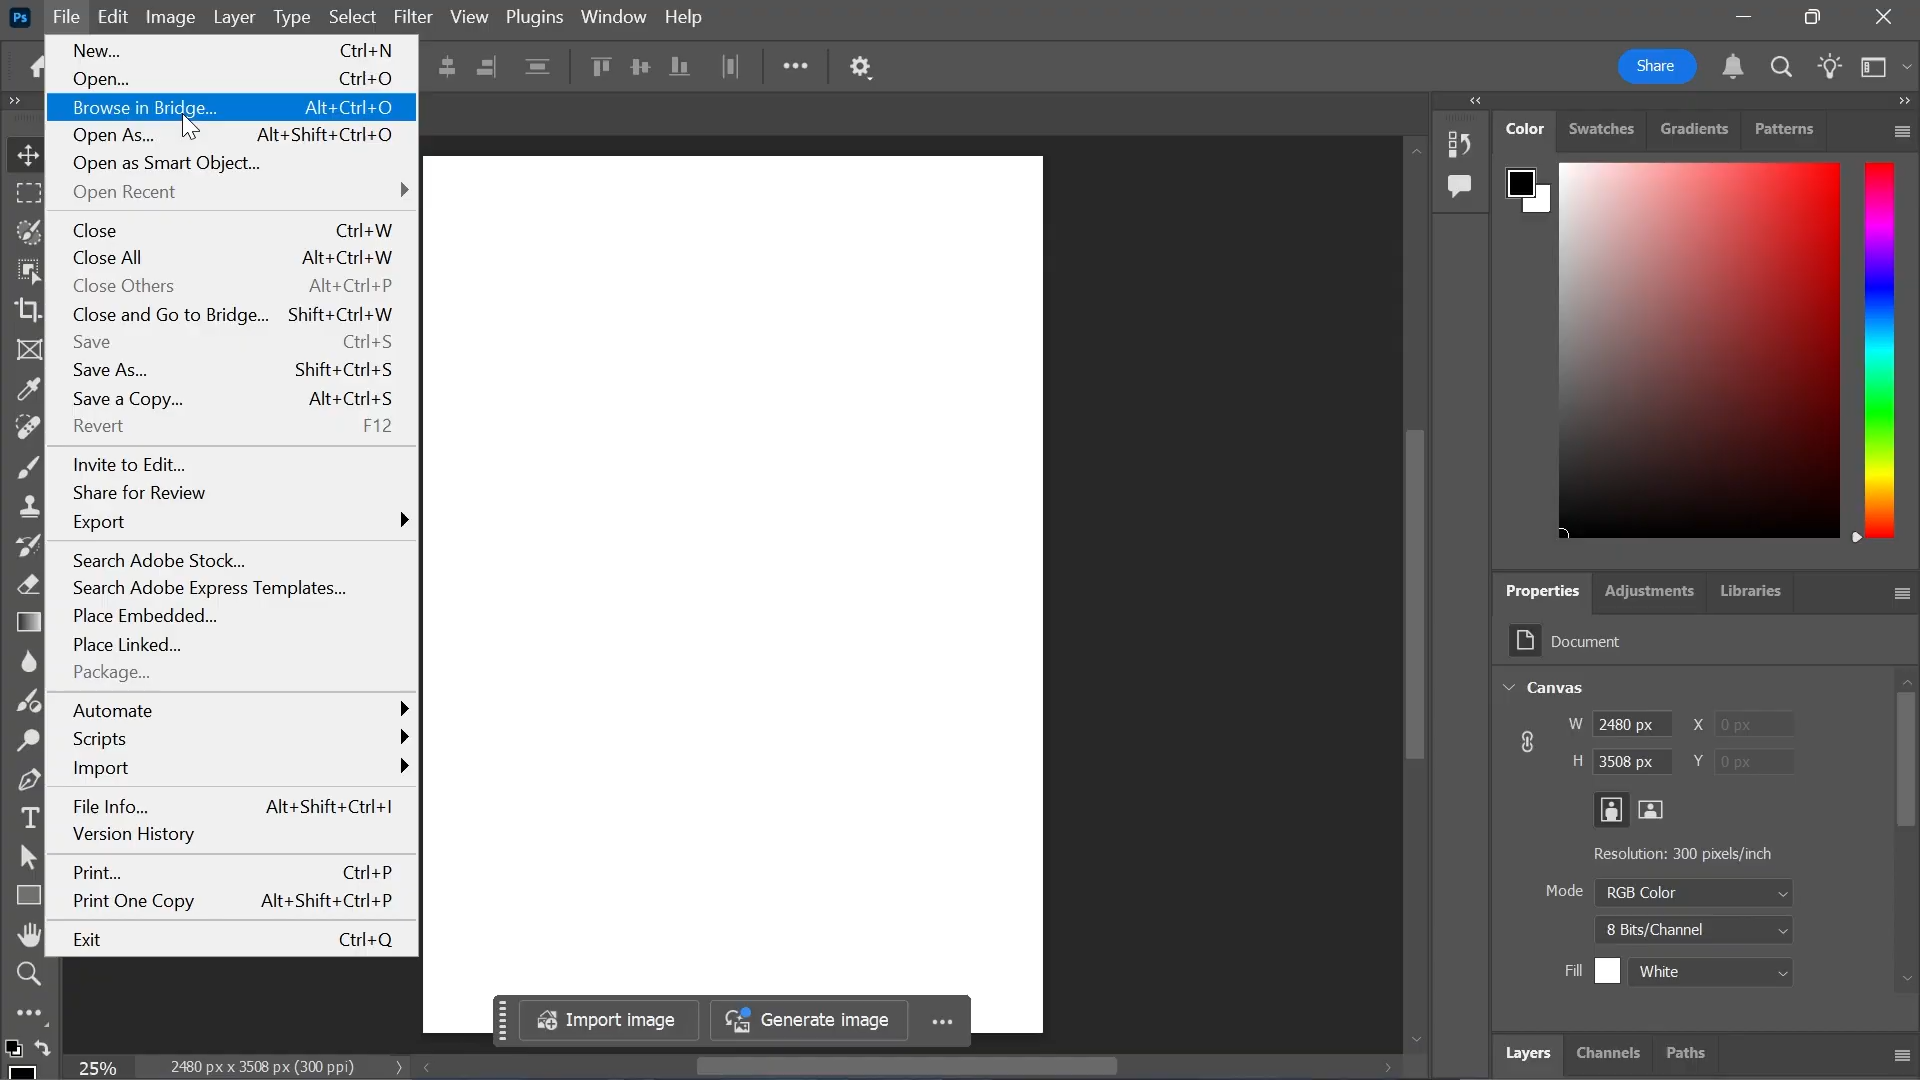 Ps File Edit Image Layer Type Select Filter View Plugins Window Help
Share
New... Ctrl+N
Open... Ctrl+O
Browse in Bridge... Alt+Ctrl+O
Open As... Alt+Shift+Ctrl+O
Open as Smart Object...
Open Recent
Close Ctrl+W
Close All Alt+Ctrl+W
Close Others Alt+Ctrl+P
Close and Go to Bridge... Shift+Ctrl+W
Save Ctrl+S
Save As... Shift+Ctrl+S
Save a Copy... Alt+Ctrl+S
Revert F12
Invite to Edit...
Share for Review
Export
Search Adobe Stock...
Search Adobe Express Templates...
Place Embedded...
Place Linked...
Package...
Automate
Scripts
Import
File Info... Alt+Shift+Ctrl+I
Version History
Print... Ctrl+P
Print One Copy Alt+Shift+Ctrl+P
Exit Ctrl+Q
Import image Generate image
25% 2480 px x 3508 px (300 ppi)
Color Swatches Gradients Patterns
Properties Adjustments Libraries
Document
Canvas
W 2480 px X 0 px
H 3508 px Y 0 px
Resolution: 300 pixels/inch
Mode RGB Color
8 Bits/Channel
Fill White
Layers Channels Paths